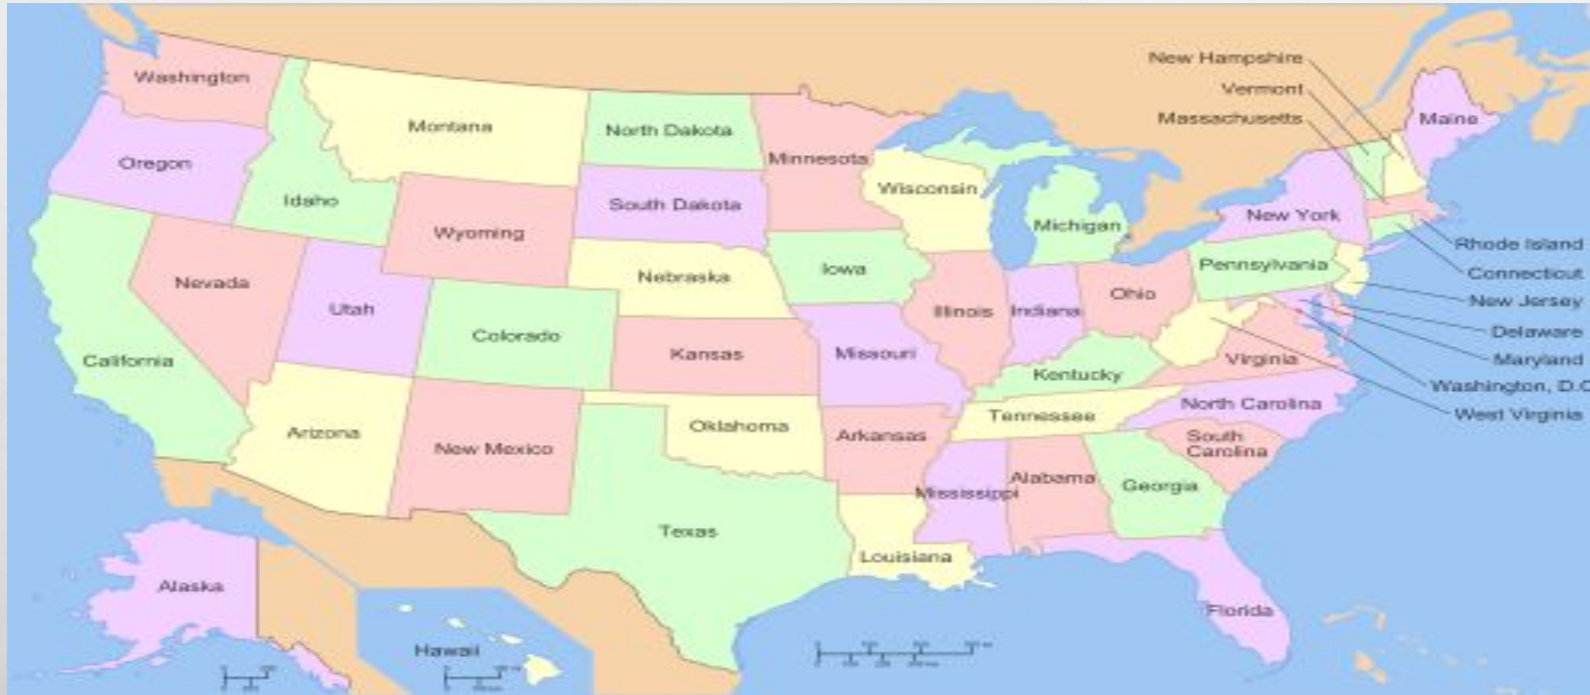 Washington
Montana
North Dakota
Minnesota
Oregon
Idaho
Wyoming
South Dakota
Wisconsin
Michigan
New Hampshire
Vermont
Massachusetts
Maine
New York
Rhode Island
Connecticut
New Jersey
Delaware
Maryland
Washington, D.C
West Virginia
Nevada
Utah
Colorado
Nebraska
Iowa
Illinois
Indiana
Ohio
Pennsylvania
California
Kansas
Missouri
Kentucky
Virginia
Arizona
New Mexico
Oklahoma
Arkansas
Tennessee
North Carolina
South
Carolina
Texas
Louisiana
Mississippi
Alabama
Georgia
Florida
Alaska
Hawaii